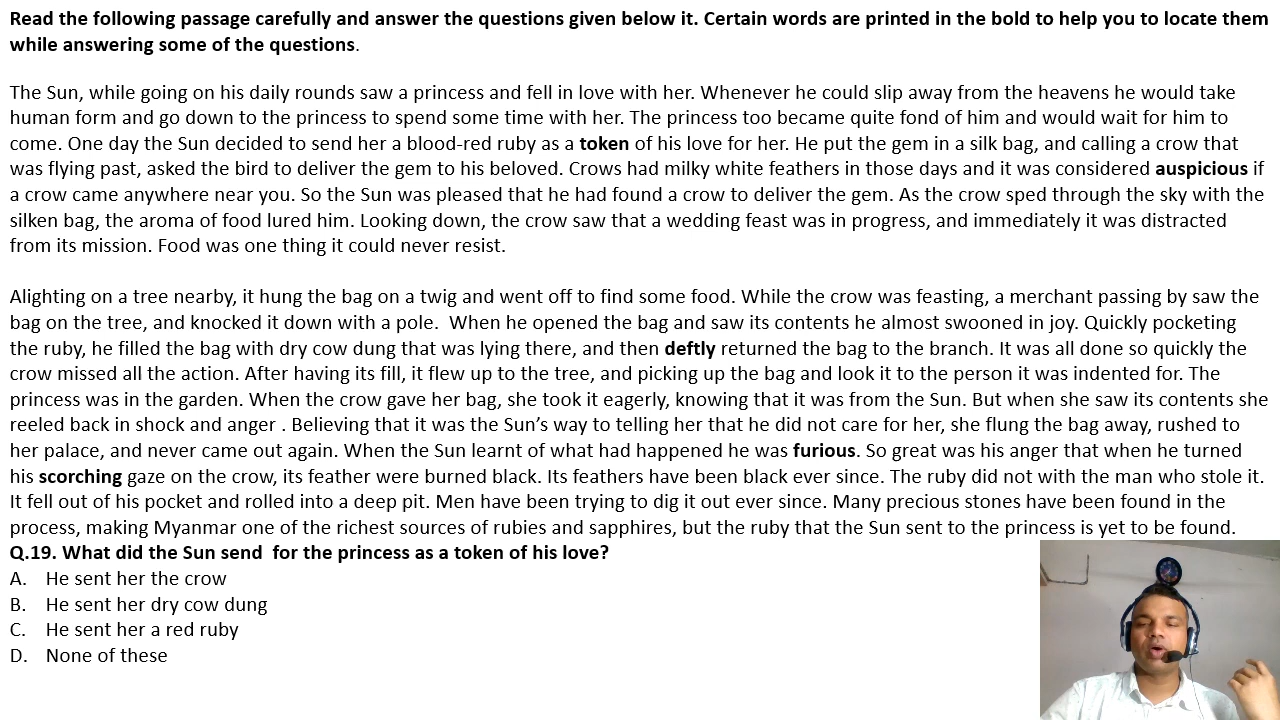 Read the following passage carefully and answer the questions given below it. Certain words are printed in the bold to help you to locate them
while answering some of the questions.
The Sun, while going on his daily rounds saw a princess and fell in love with her. Whenever he could slip away from the heavens he would take
human form and go down to the princess to spend some time with her. The princess too became quite fond of him and would wait for him to
come. One day the Sun decided to send her a blood-red ruby as a token of his love for her. He put the gem in a silk bag, and calling a crow that
was flying past, asked the bird to deliver the gem to his beloved. Crows had milky white feathers in those days and it was considered auspicious if
a crow came anywhere near you. So the Sun was pleased that he had found a crow to deliver the gem. As the crow sped through the sky with the
silken bag, the aroma of food lured him. Looking down, the crow saw that a wedding feast was in progress, and immediately it was distracted
from its mission. Food was one thing it could never resist.
Alighting on a tree nearby, it hung the bag on a twig and went off to find some food. While the crow was feasting, a merchant passing by saw the
bag on the tree, and knocked it down with a pole.  When he opened the bag and saw its contents he almost swooned in joy. Quickly pocketing
the ruby, he filled the bag with dry cow dung that was lying there, and then deftly returned the bag to the branch. It was all done so quickly the
crow missed all the action. After having its fill, it flew up to the tree, and picking up the bag and look it to the person it was indented for. The
princess was in the garden. When the crow gave her bag, she took it eagerly, knowing that it was from the Sun. But when she saw its contents she
reeled back in shock and anger . Believing that it was the Sun's way to telling her that he did not care for her, she flung the bag away, rushed to
her palace, and never came out again. When the Sun learnt of what had happened he was furious. So great was his anger that when he turned
his scorching gaze on the crow, its feather were burned black. Its feathers have been black ever since. The ruby did not with the man who stole it.
It fell out of his pocket and rolled into a deep pit. Men have been trying to dig it out ever since. Many precious stones have been found in the
process, making Myanmar one of the richest sources of rubies and sapphires, but the ruby that the Sun sent to the princess is yet to be found.
Q.19. What did the Sun send  for the princess as a token of his love?
A. He sent her the crow
B. He sent her dry cow dung
C. He sent her a red ruby
D. None of these